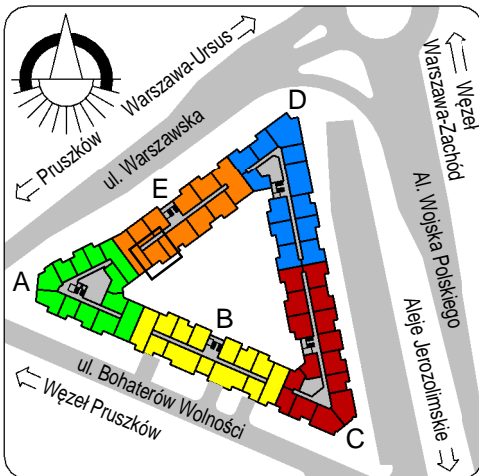 Warszawa-Ursus
Pruszków
ul. Warszawska
Węzeł
Warszawa-Zachód
Al. Wojska Polskiego
Aleje Jerozolimskie
D
E
A
B
C
ul. Bohaterów Wolności
Węzeł Pruszków